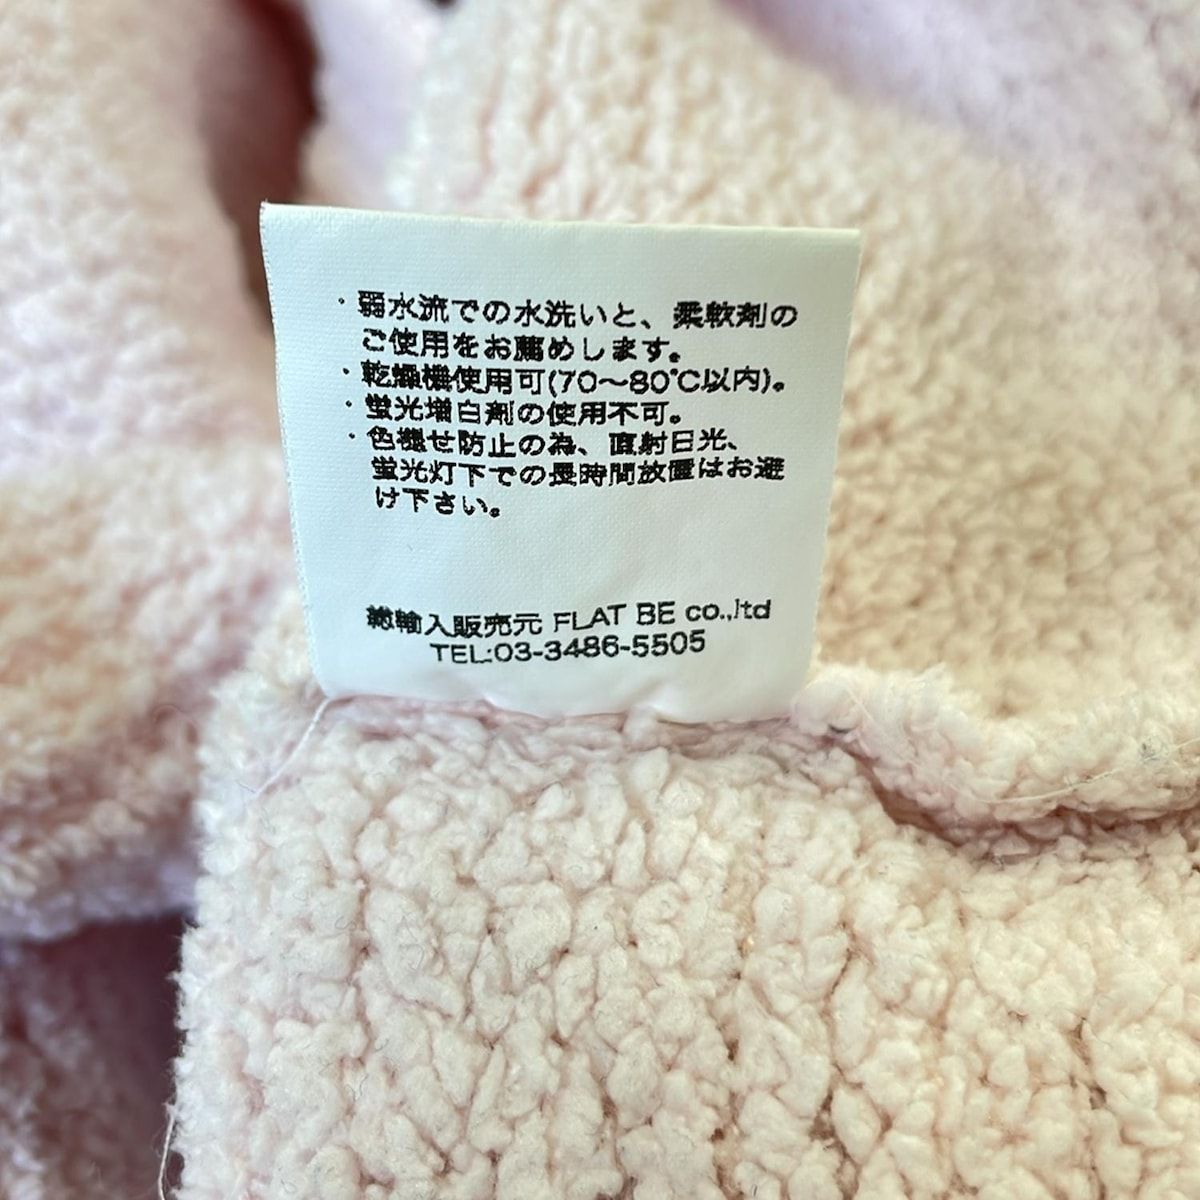 ・弱水流での水洗いと、柔軟剤の
ご使用をお薦めします。
・乾燥機使用可(70～80℃以内)。
・蛍光増白剤の使用不可。
・色褪せ防止の為、直射日光、
蛍光灯下での長時間放置はお避
け下さい。
総輸入販売元 FLAT BE co.,ltd
TEL:03-3486-5505